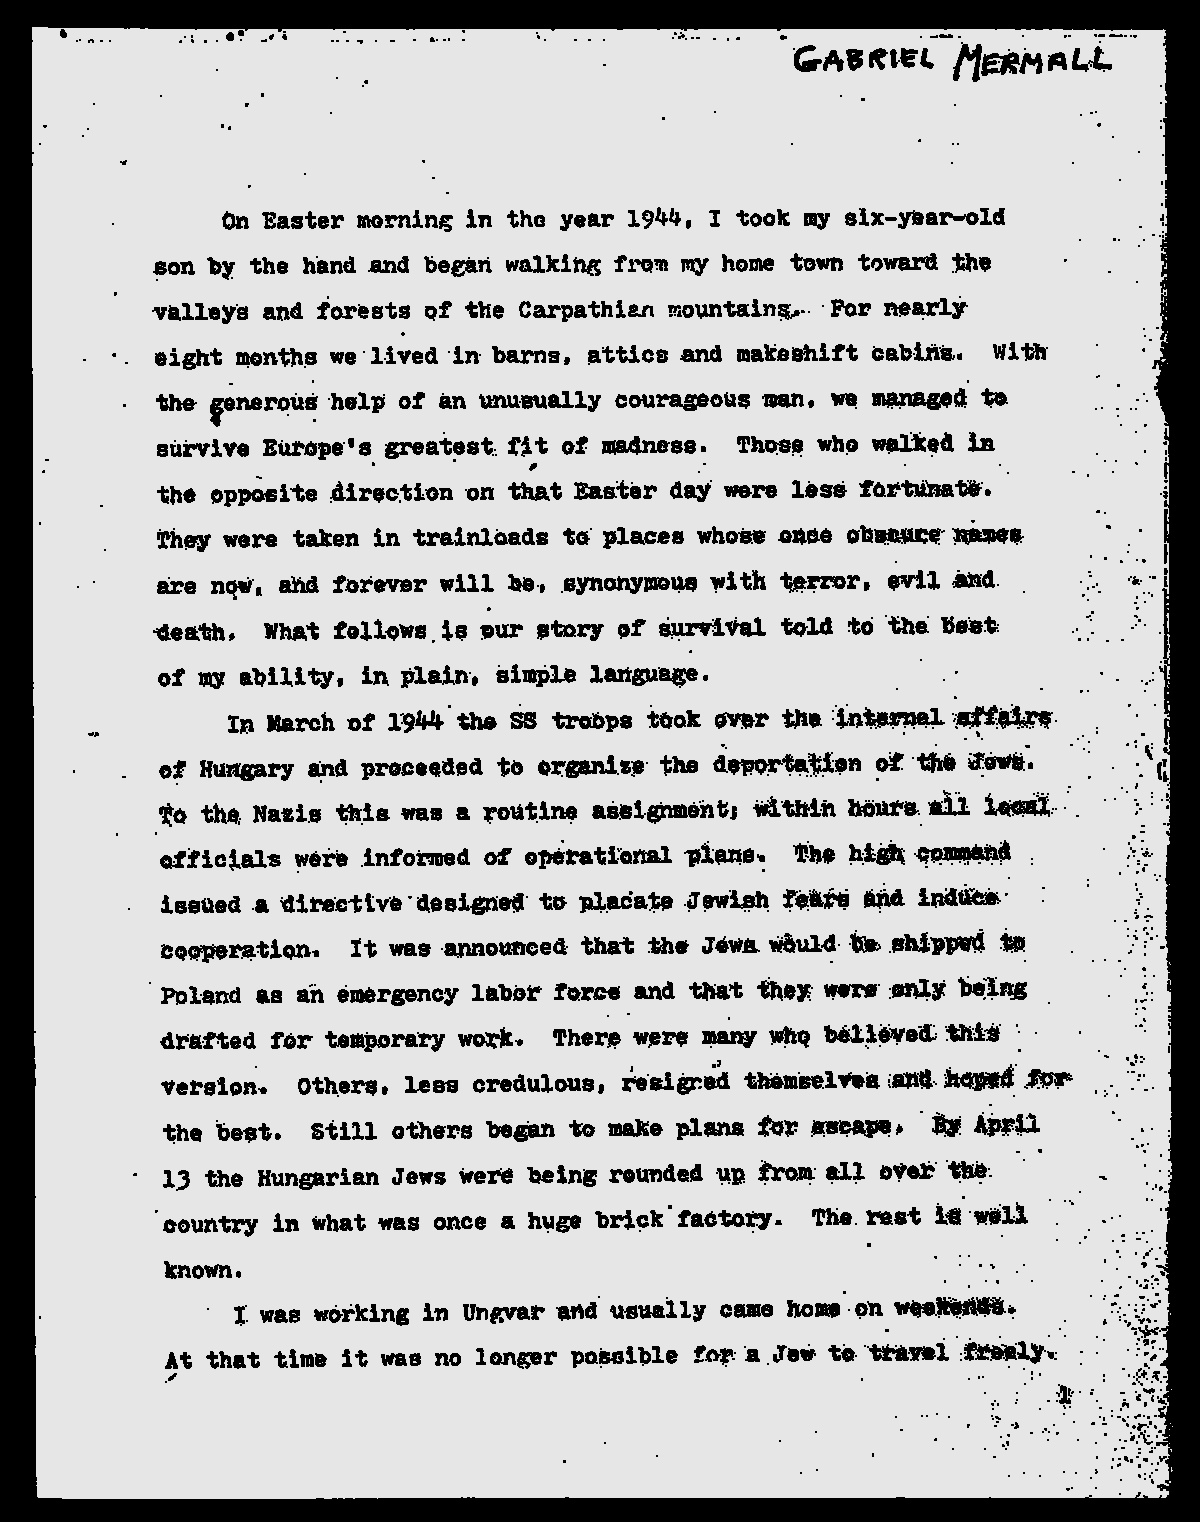 GABRIEL MERMALL
On Easter morning in the year 1944, I took my six-year-old
son by the hand and began walking from my home town toward the
valleys and forests of the Carpathian mountains. For nearly
eight months we lived in barns, attics and makeshift cabins. With
the generous help of an unusually courageous man, we managed to
survive Europe's greatest fit of madness. Those who walked in
the opposite direction on that Easter day were less fortunate.
They were taken in trainloads to places whose once obscure names
are now, and forever will be, synonymous with terror, evil and
death. What follows is our story of survival told to the best
of my ability, in plain, simple language.
In March of 1944 the SS troops took over the internal affairs
of Hungary and proceeded to organize the deportation of the Jews.
To the Nazis this was a routine assignment; within hours all local
officials were informed of operational plans. The high command
issued a directive designed to placate Jewish fears and induce
cooperation. It was announced that the Jews would be shipped to
Poland as an emergency labor force and that they were only being
drafted for temporary work. There were many who believed this
version. Others, less credulous, resigned themselves and hoped for
the best. Still others began to make plans for escape. By April
13 the Hungarian Jews were being rounded up from all over the
country in what was once a huge brick factory. The rest is well
known.
I was working in Ungvar and usually came home on weekends.
At that time it was no longer possible for a Jew to travel freely.
1